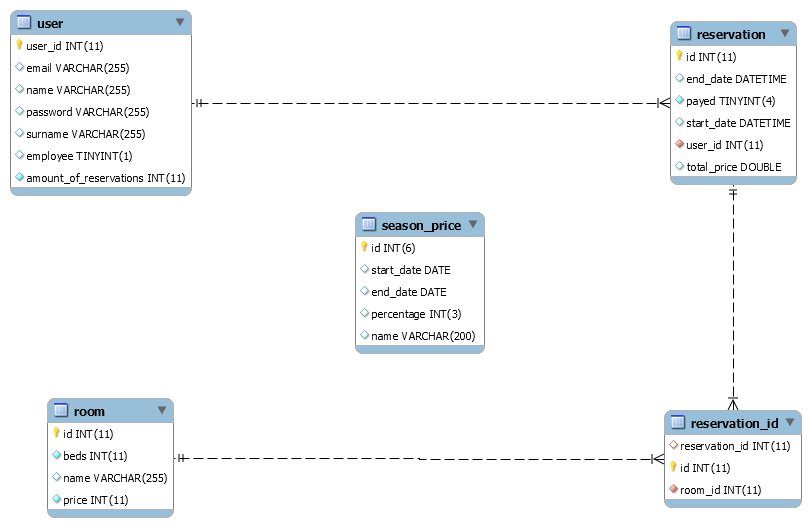 user
user_id INT(11)
email VARCHAR(255)
name VARCHAR(255)
password VARCHAR(255)
surname VARCHAR(255)
employee TINYINT(1)
amount_of_reservations INT(11)
reservation
id INT(11)
end_date DATETIME
payed TINYINT(4)
start_date DATETIME
user_id INT(11)
total_price DOUBLE
season_price
id INT(6)
start_date DATE
end_date DATE
percentage INT(3)
name VARCHAR(200)
room
id INT(11)
beds INT(11)
name VARCHAR(255)
price INT(11)
reservation_id
reservation_id INT(11)
id INT(11)
room_id INT(11)